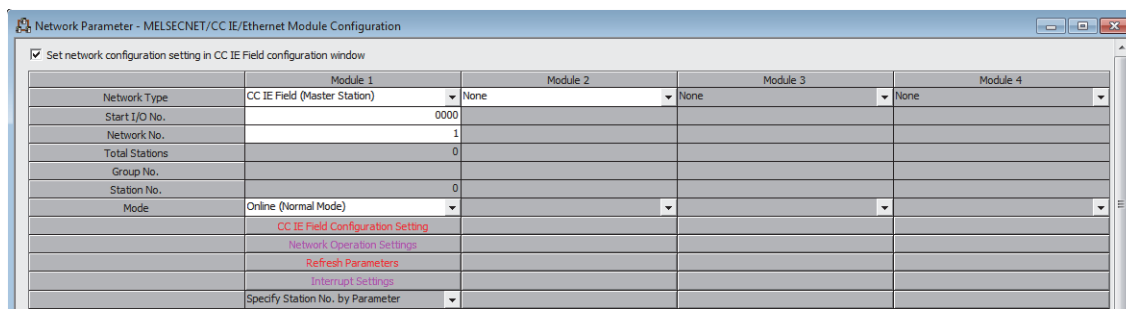 Network Parameter - MELSECNET/CC IE/Ethernet Module Configuration
Set network configuration setting in CC IE Field configuration window
Module 1 Module 2 Module 3 Module 4
Network Type CC IE Field (Master Station) None None None
Start I/O No. 0000
Network No. 1
Total Stations 0
Group No.
Station No. 0
Mode Online (Normal Mode)
CC IE Field Configuration Setting
Network Operation Settings
Refresh Parameters
Interrupt Settings
Specify Station No. by Parameter